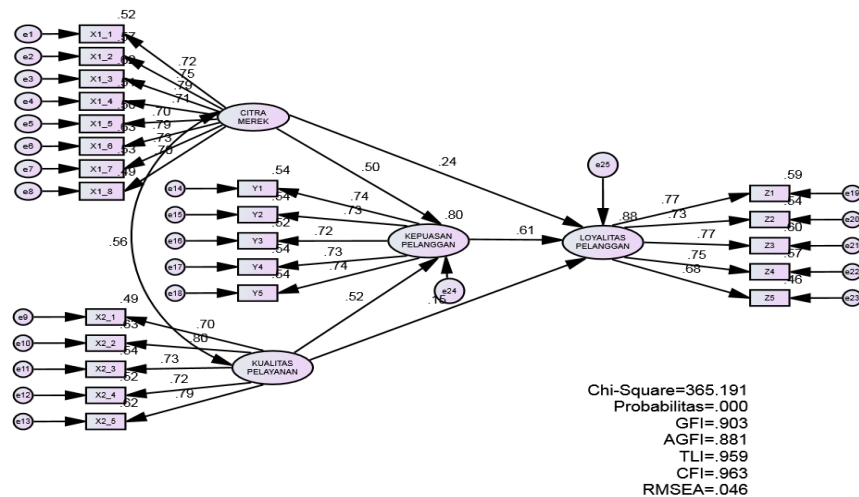 .52
e1
X1_1
.57
e2
X1_2
e3
X1_3
e4
X1_4
e5
X1_5
.63
e6
X1_6
.53
e7
X1_7
.49
e8
X1_8
.72
.75
.79
.71
.70
.79
.73
CITRA
MEREK
.50
.24
.56
.54
e14
Y1
.74
.54
e15
Y2
.73
.52
e16
Y3
.72
.54
e17
Y4
.73
.54
e18
Y5
.74
.80
KEPUASAN
PELANGGAN
.61
e24
e25
.88
LOYALITAS
PELANGGAN
.59
.77
Z1
e19
.54
.73
Z2
e20
.60
.77
Z3
e21
.57
.75
Z4
e22
.46
.68
Z5
e23
.52
.15
.49
e9
X2_1
.70
.63
e10
X2_2
.80
.54
e11
X2_3
.73
.52
e12
X2_4
.72
.62
e13
X2_5
.79
KUALITAS
PELAYANAN
Chi-Square=365.191
Probabilitas=.000
GFI=.903
AGFI=.881
TLI=.959
CFI=.963
RMSEA=.046